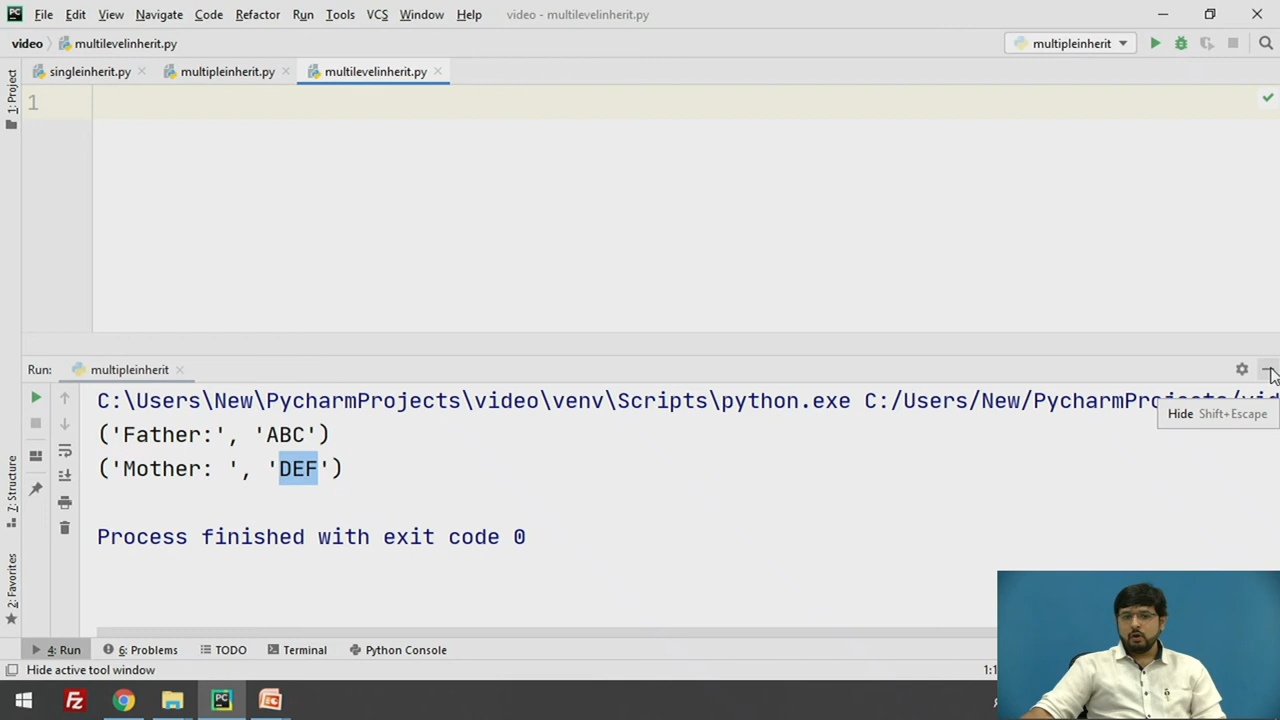 File Edit View Navigate Code Refactor Run Tools VCS Window Help video - multilevelinherit.py
video multilevelinherit.py multipleinherit
singleinherit.py multipleinherit.py multilevelinherit.py
1: Project
1
Run: multipleinherit
C:\Users\New\PycharmProjects\video\venv\Scripts\python.exe C:/Users/New/PycharmProjects/vid
Hide Shift+Escape
('Father:', 'ABC')
('Mother: ', 'DEF')
Process finished with exit code 0
7: Structure
2: Favorites
4: Run 6: Problems TODO Terminal Python Console
Hide active tool window 1:1